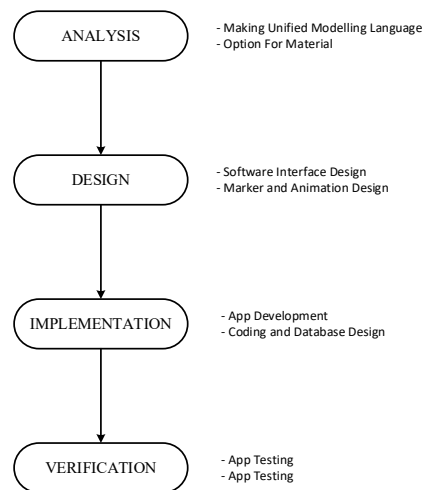 ANALYSIS
- Making Unified Modelling Language
- Option For Material
DESIGN
- Software Interface Design
- Marker and Animation Design
IMPLEMENTATION
- App Development
- Coding and Database Design
VERIFICATION
- App Testing
- App Testing